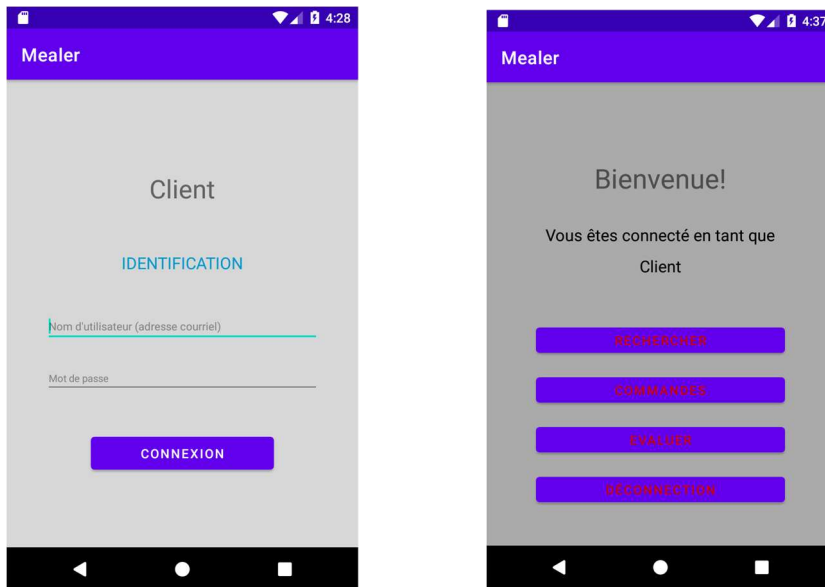 4:28
Mealer
Client
IDENTIFICATION
Nom d'utilisateur (adresse courriel)
Mot de passe
CONNEXION
4:37
Mealer
Bienvenue!
Vous êtes connecté en tant que
Client
RECHERCHER
COMMANDES
EVALUER
DÉCONNECTION